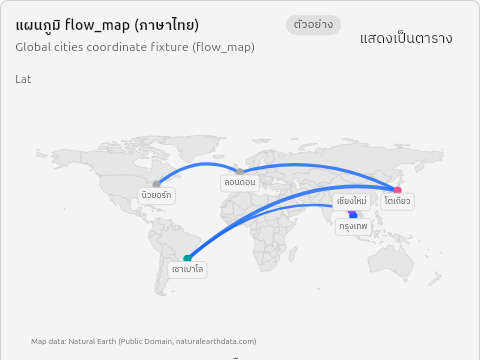 แผนภูมิ flow_map (ภาษาไทย)
ตัวอย่าง
แสดงเป็นตาราง
Global cities coordinate fixture (flow_map)
Lat
ลอนดอน
นิวยอร์ก
เชียงใหม่
โตเกียว
กรุงเทพ
เซาเปาโล
Map data: Natural Earth (Public Domain, naturalearthdata.com)